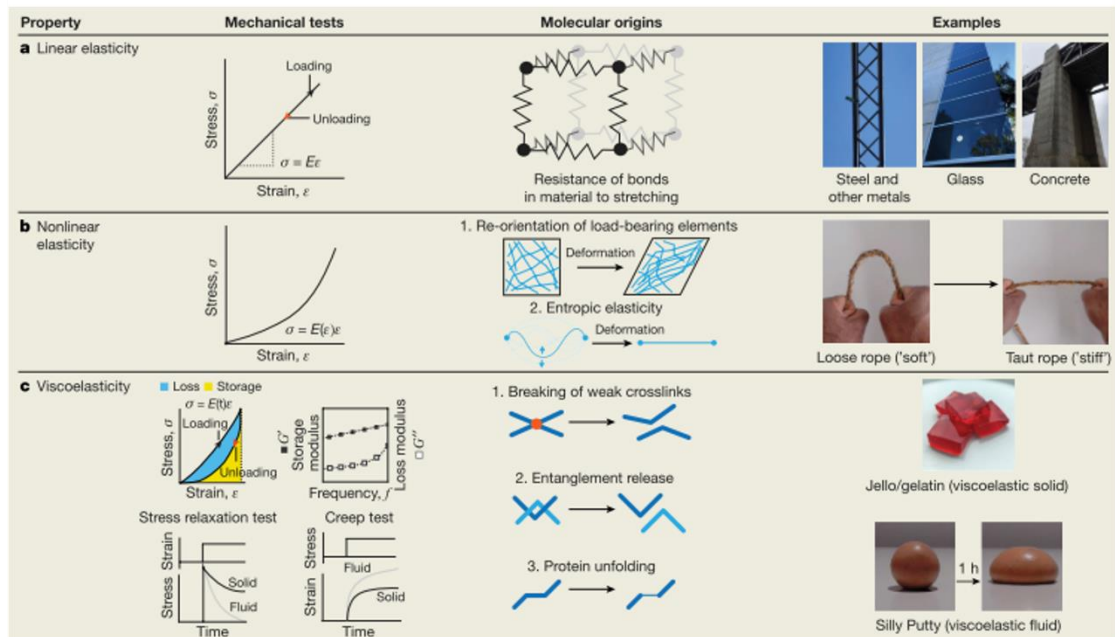 Property Mechanical tests Molecular origins Examples
a Linear elasticity
Stress, σ
Loading
Unloading
σ = Eε
Strain, ε
Resistance of bonds
in material to stretching
Steel and
other metals
Glass
Concrete
b Nonlinear
elasticity
Stress, σ
σ = E(ε)ε
Strain, ε
1. Re-orientation of load-bearing elements
Deformation
2. Entropic elasticity
Deformation
Loose rope ('soft')
Taut rope ('stiff')
c Viscoelasticity
Loss Storage
σ = E(t)ε
Stress, σ
Loading
Unloading
Strain, ε
G′
Storage
modulus
Loss modulus
G″
Frequency, f
Stress relaxation test
Strain
Stress
Solid
Fluid
Time
Creep test
Stress
Strain
Fluid
Solid
Time
1. Breaking of weak crosslinks
2. Entanglement release
3. Protein unfolding
Jello/gelatin (viscoelastic solid)
1 h
Silly Putty (viscoelastic fluid)